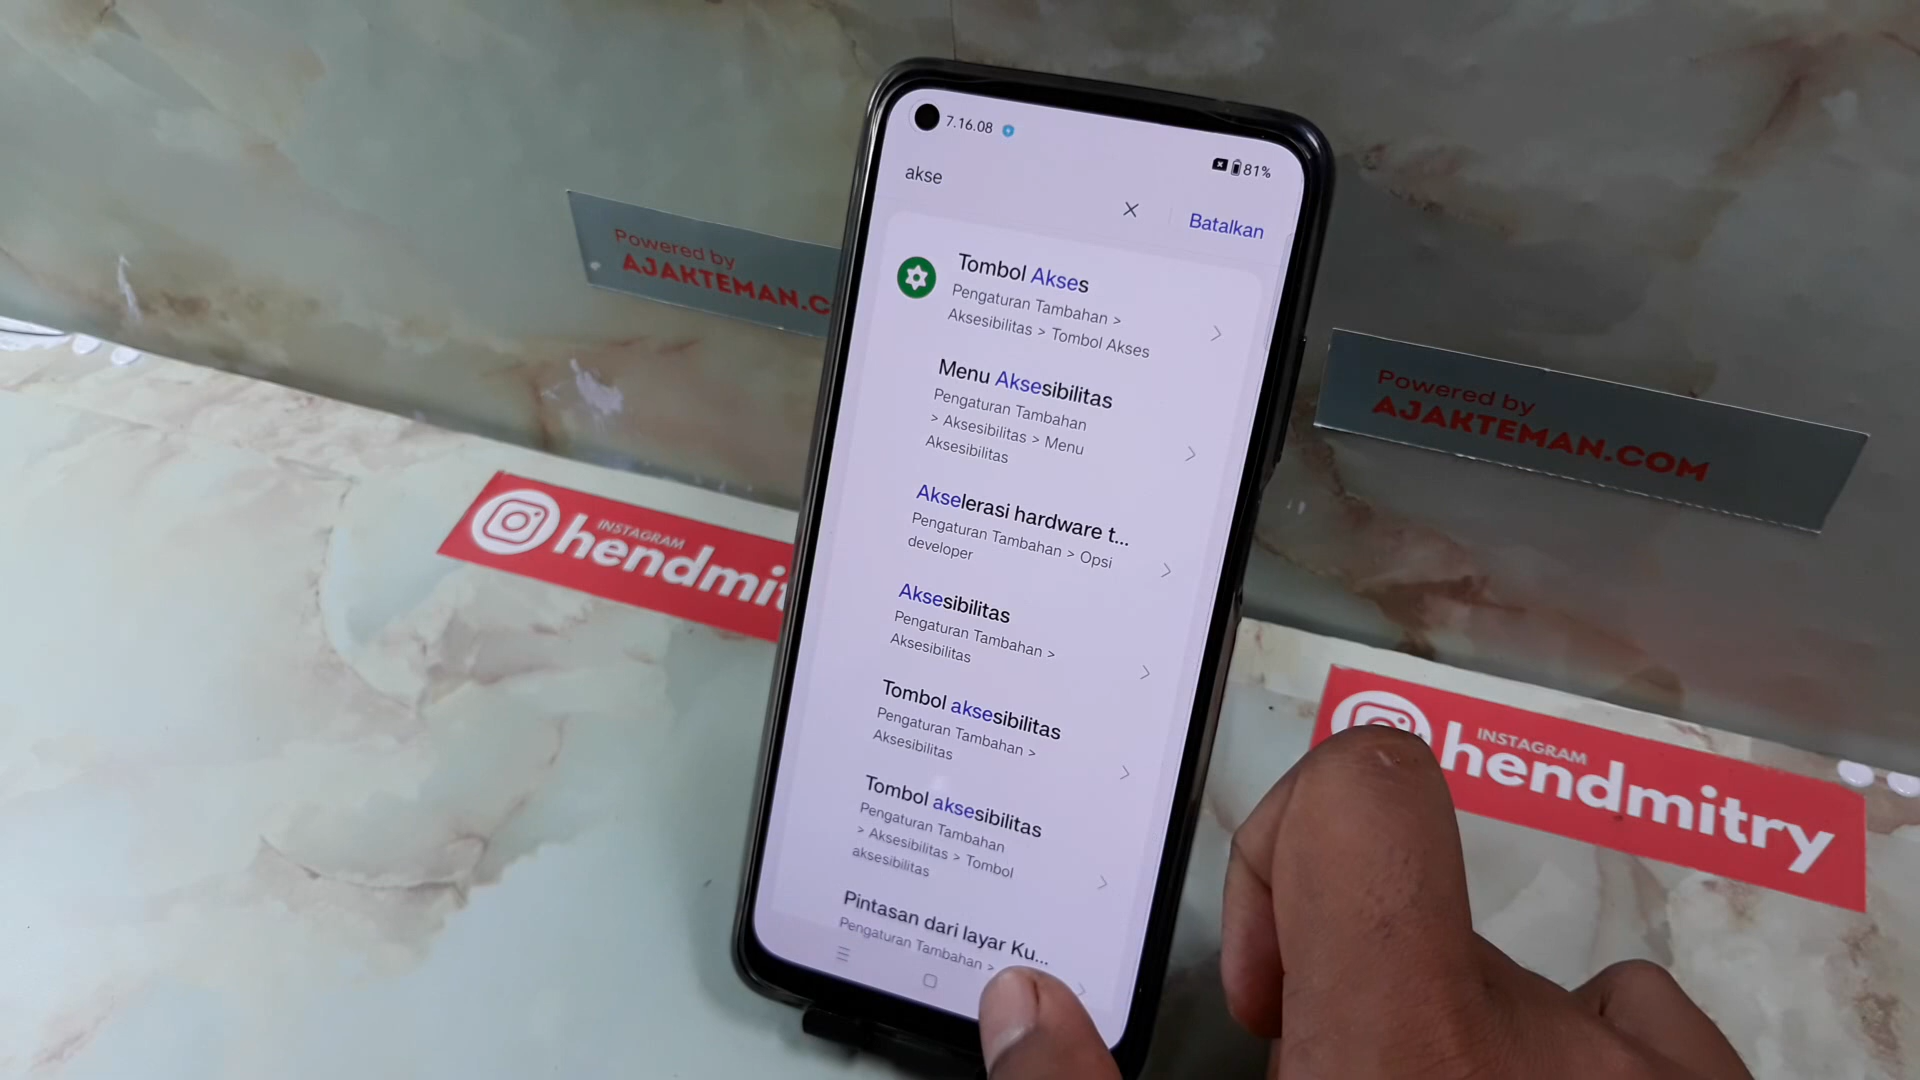 7.16.08
81%
akse
Batalkan
Tombol Akses
Pengaturan Tambahan >
Aksesibilitas > Tombol Akses
Menu Aksesibilitas
Pengaturan Tambahan
> Aksesibilitas > Menu
Aksesibilitas
Akselerasi hardware t...
Pengaturan Tambahan > Opsi
developer
Aksesibilitas
Pengaturan Tambahan >
Aksesibilitas
Tombol aksesibilitas
Pengaturan Tambahan >
Aksesibilitas
Tombol aksesibilitas
Pengaturan Tambahan
> Aksesibilitas > Tombol
aksesibilitas
Pintasan dari layar Ku...
Pengaturan Tambahan >
Powered by
AJAKTEMAN.C
INSTAGRAM
hendmit
Powered by
AJAKTEMAN.COM
INSTAGRAM
hendmitry